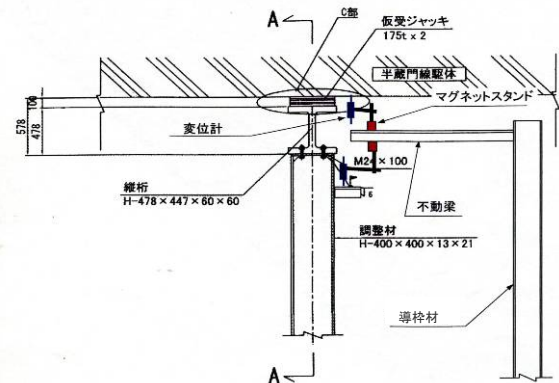 A
C部
仮受ジャッキ
175t x 2
半蔵門線駆体
マグネットスタンド
100
578
478
変位計
M24×100
縦桁
H-478×447×60×60
6
不動梁
調整材
H-400×400×13×21
導枠材
A